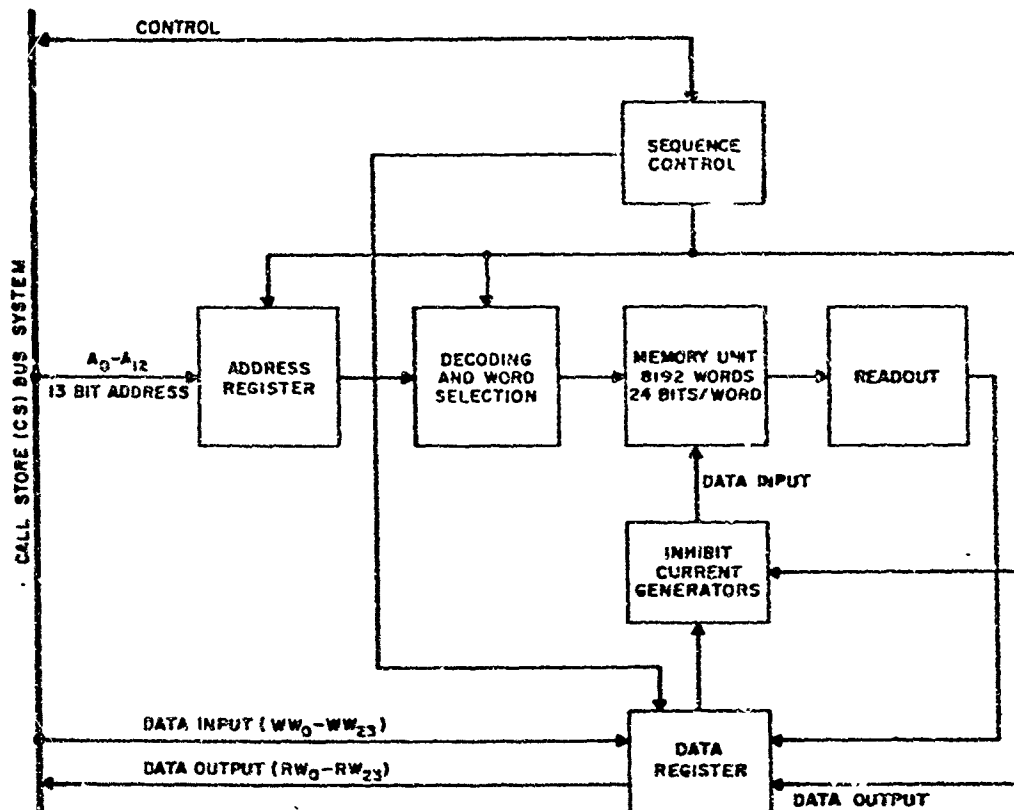 CONTROL
SEQUENCE
CONTROL
CALL STORE (CS) BUS SYSTEM
A0-A12
13 BIT ADDRESS
ADDRESS
REGISTER
DECODING
AND WORD
SELECTION
MEMORY UNIT
8192 WORDS
24 BITS/WORD
READOUT
DATA INPUT
INHIBIT
CURRENT
GENERATORS
DATA INPUT (WW0-WW23)
DATA OUTPUT (RW0-RW23)
DATA
REGISTER
DATA OUTPUT